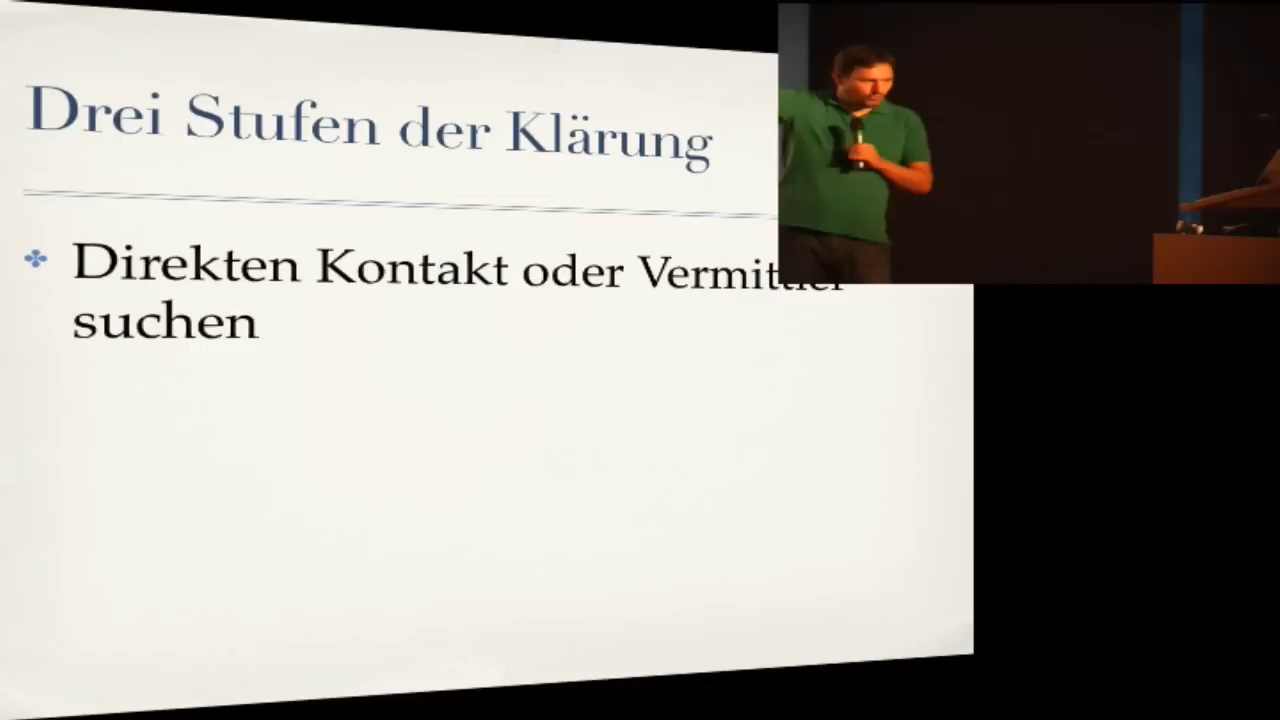 Drei Stufen der Klärung
Direkten Kontakt oder Vermittler
suchen